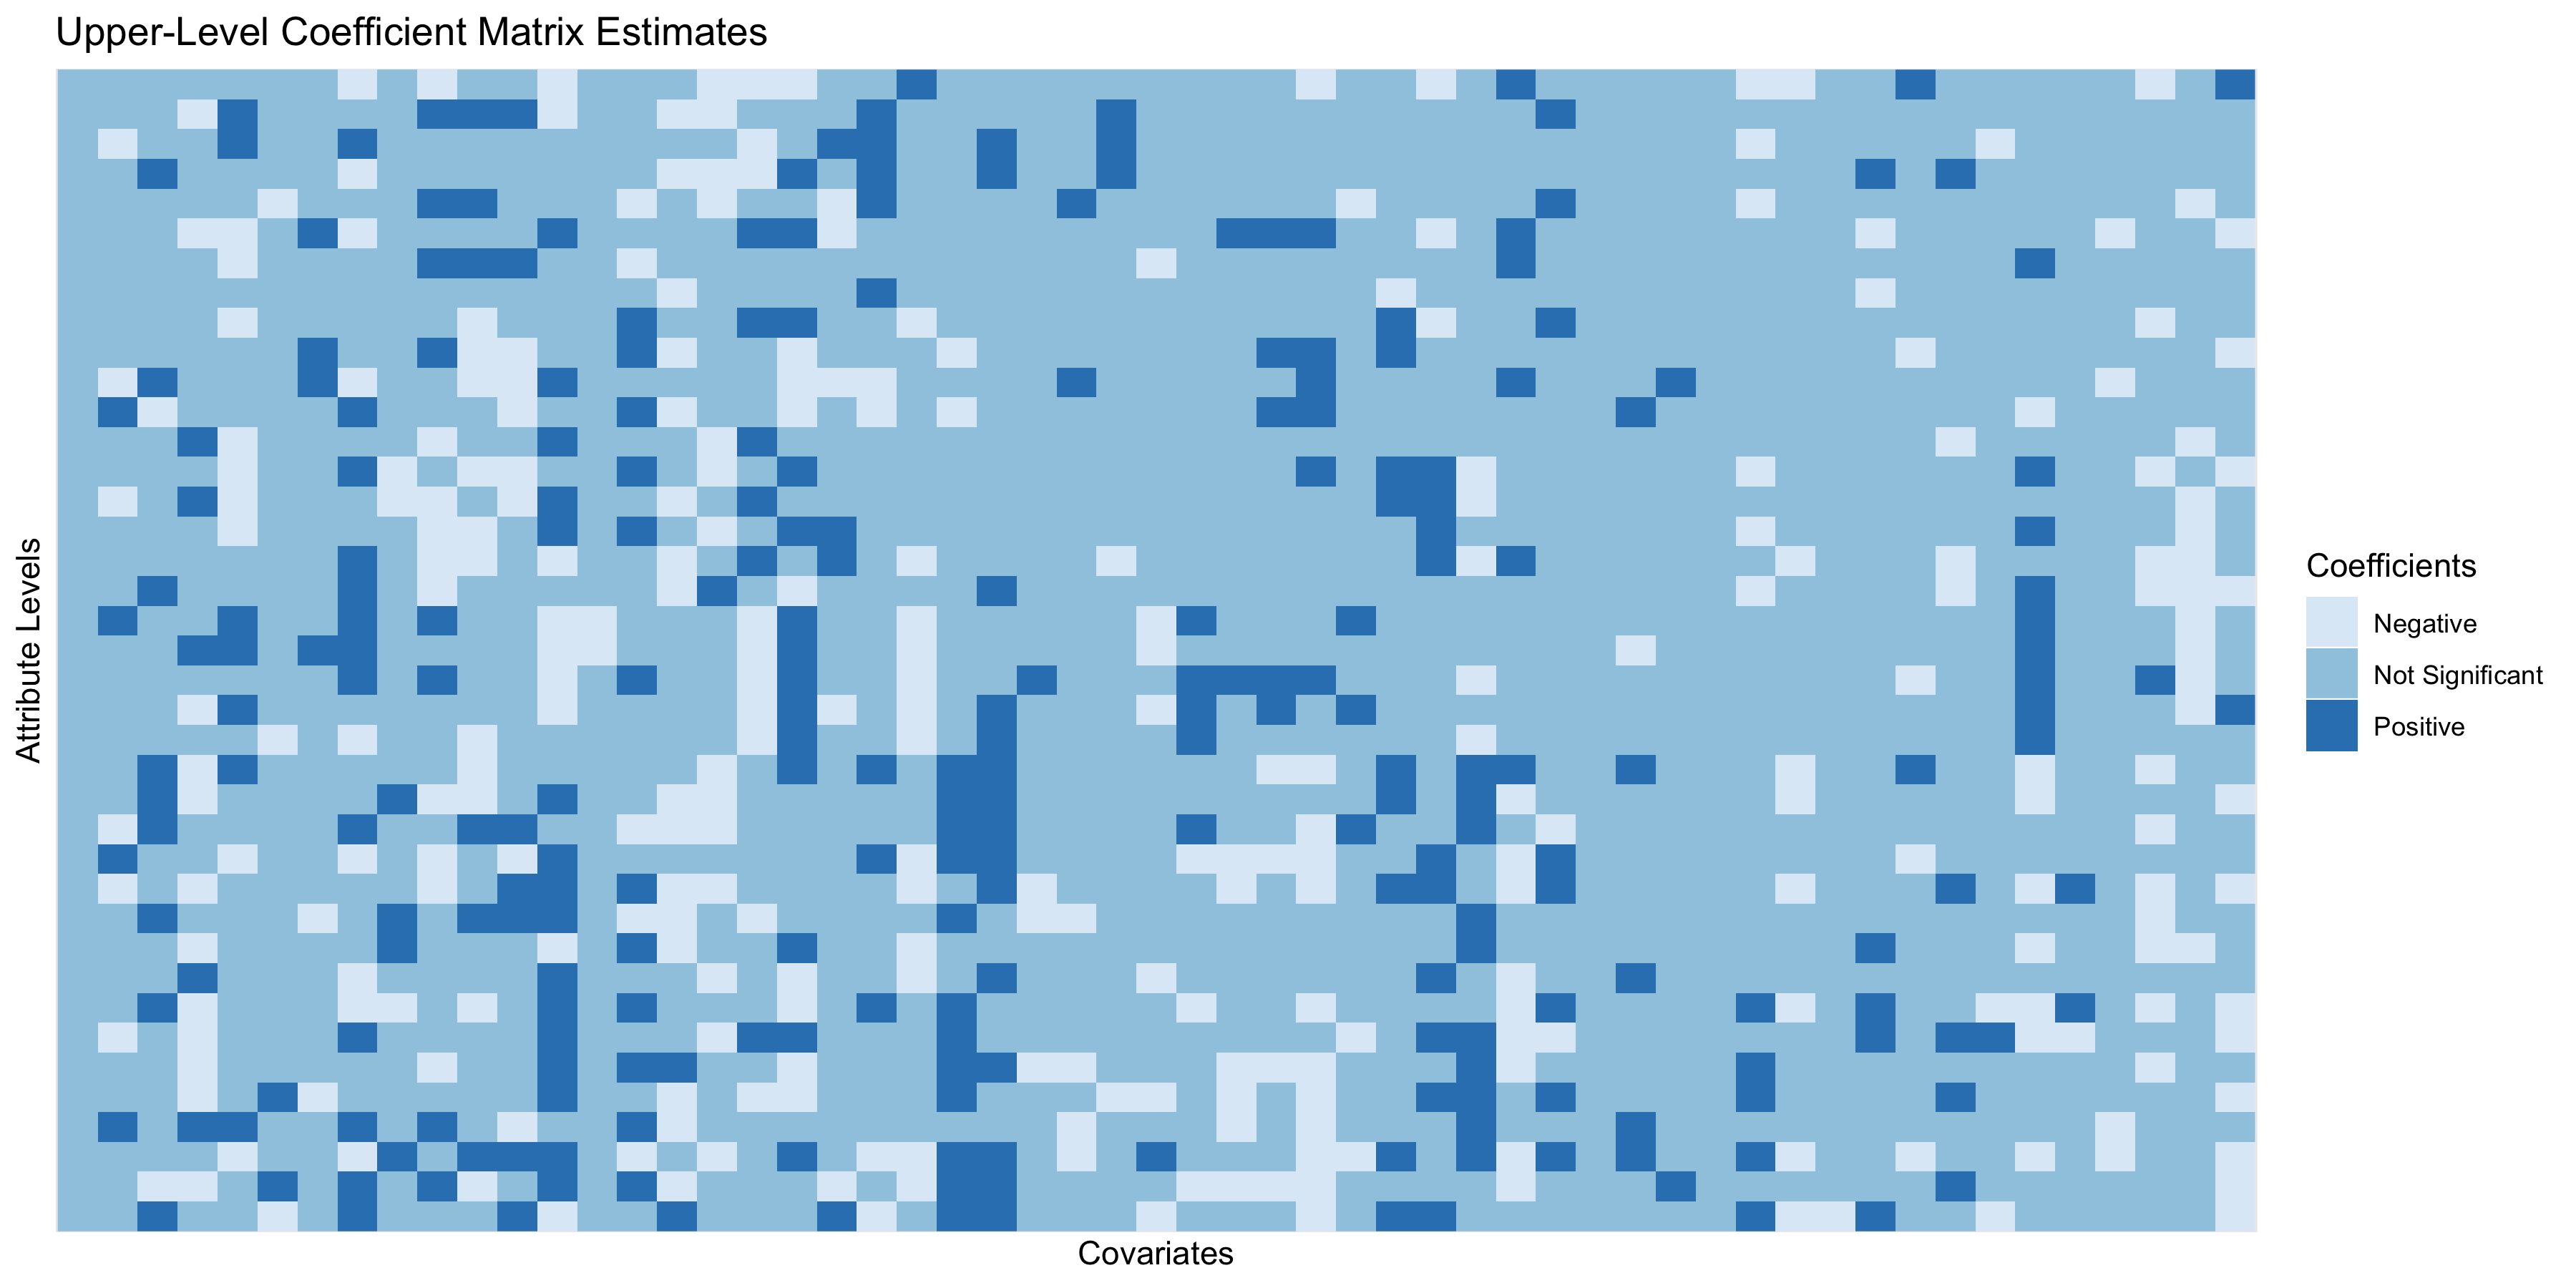 Upper-Level Coefficient Matrix Estimates
Attribute Levels
Covariates
Coefficients
Negative
Not Significant
Positive